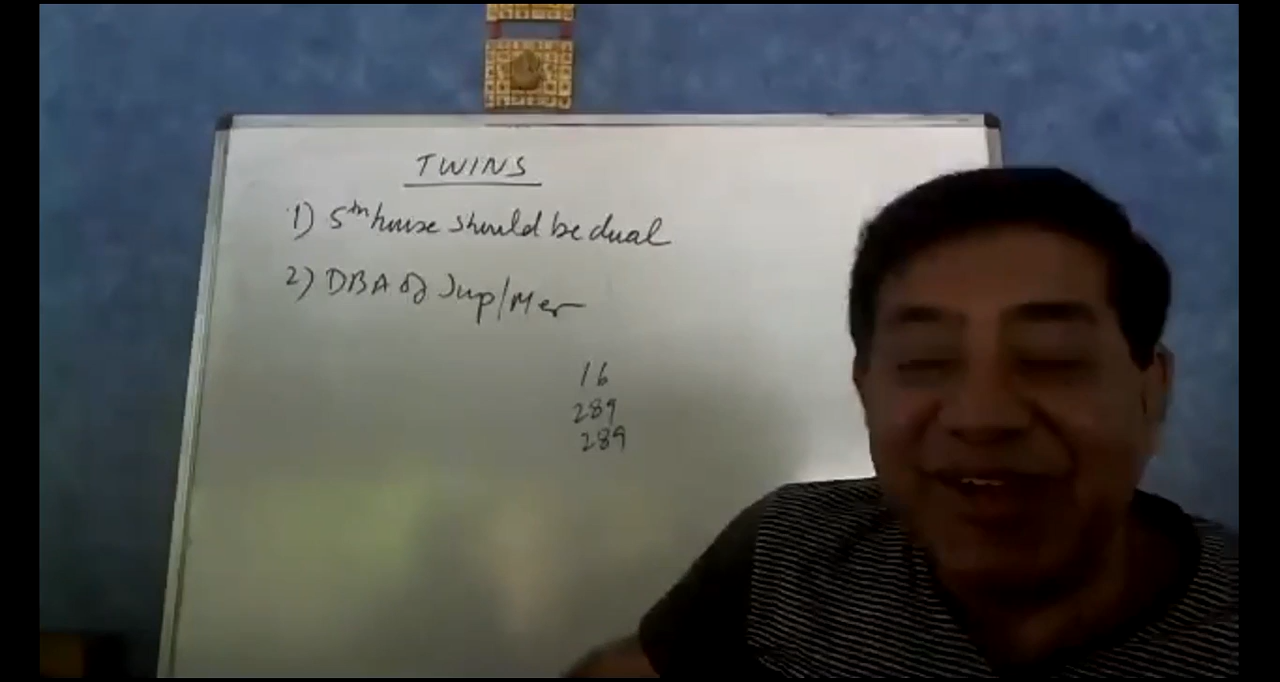 TWINS
1) 5th house should be dual
2) DBA of Jup/Mer
16
289
289